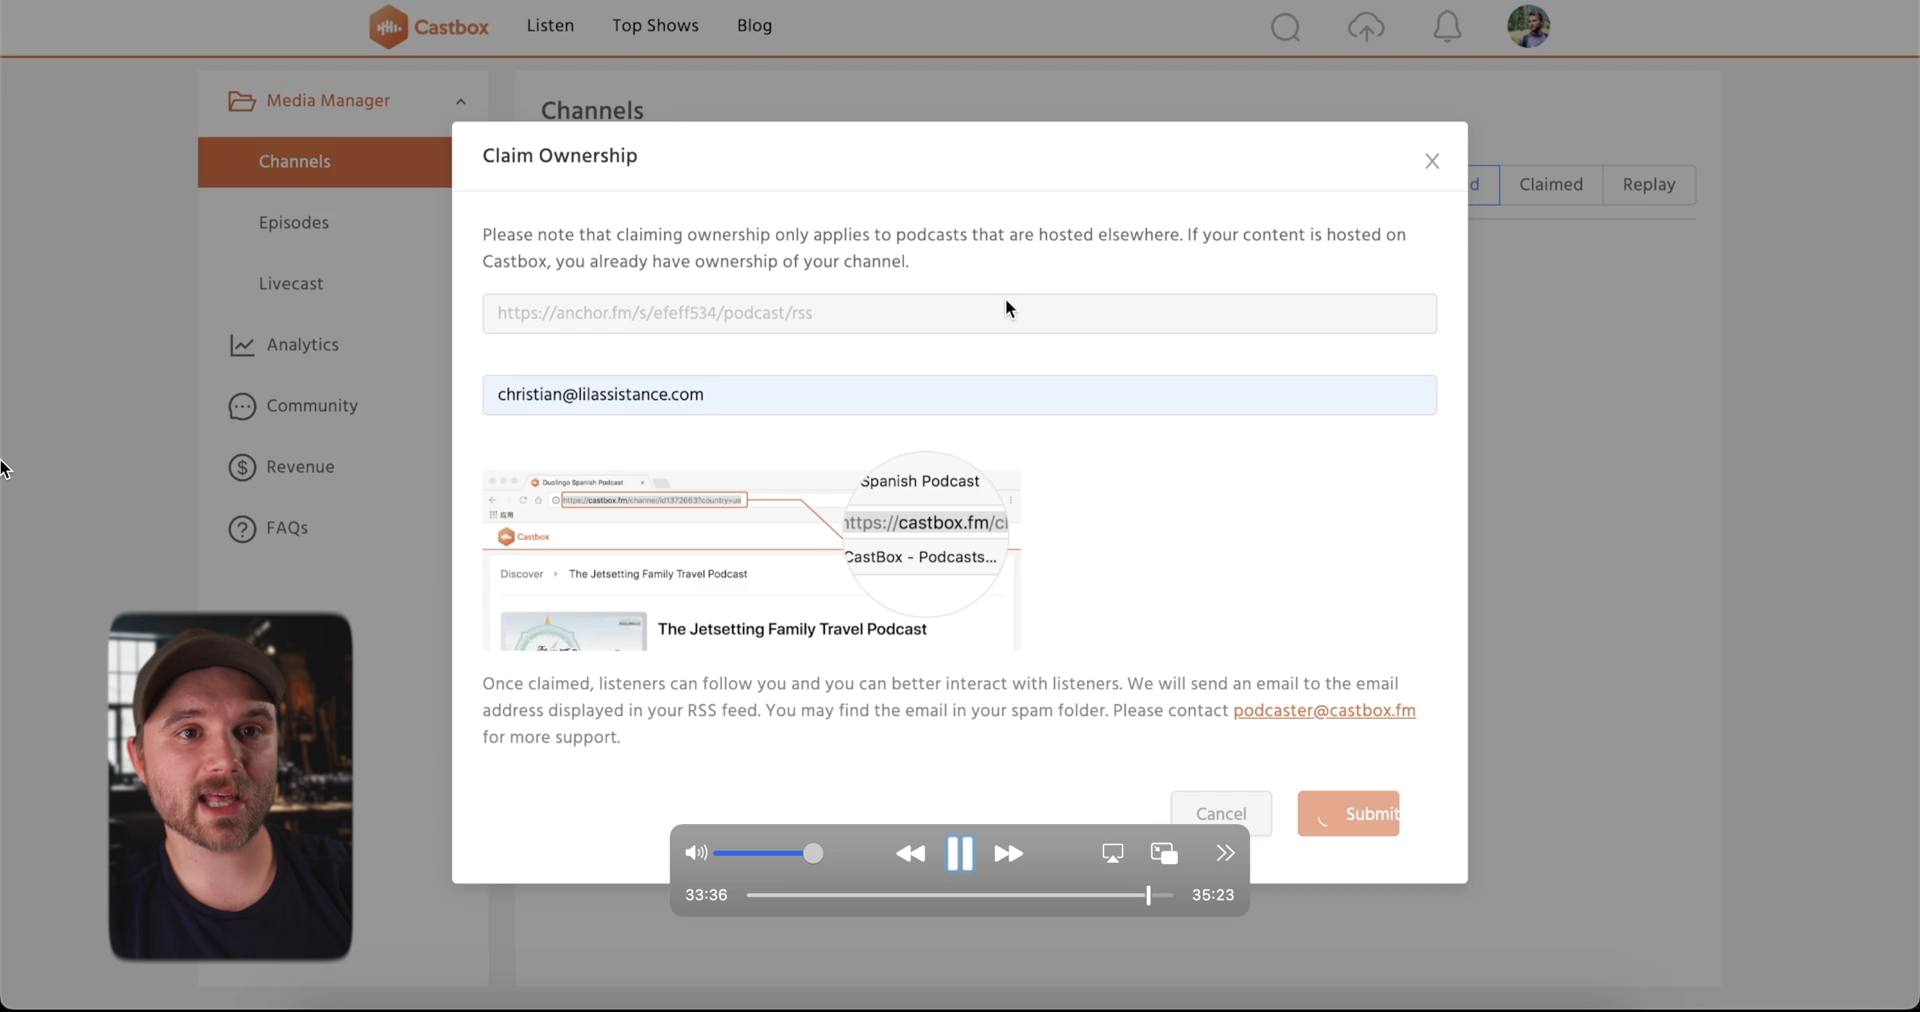 Castbox
Listen
Top Shows
Blog
Media Manager
Channels
Episodes
Livecast
Analytics
Community
Revenue
FAQs
Channels
d
Claimed
Replay
Claim Ownership
Please note that claiming ownership only applies to podcasts that are hosted elsewhere. If your content is hosted on
Castbox, you already have ownership of your channel.
https://anchor.fm/s/efeff534/podcast/rss
christian@lilassistance.com
Duolingo Spanish Podcast
https://castbox.fm/channel/id1372663?country=us
应用
Castbox
Discover
The Jetsetting Family Travel Podcast
Spanish Podcast
https://castbox.fm/cl
CastBox - Podcasts...
The Jetsetting Family Travel Podcast
Once claimed, listeners can follow you and you can better interact with listeners. We will send an email to the email
address displayed in your RSS feed. You may find the email in your spam folder. Please contact podcaster@castbox.fm
for more support.
Cancel
Submit
33:36
35:23